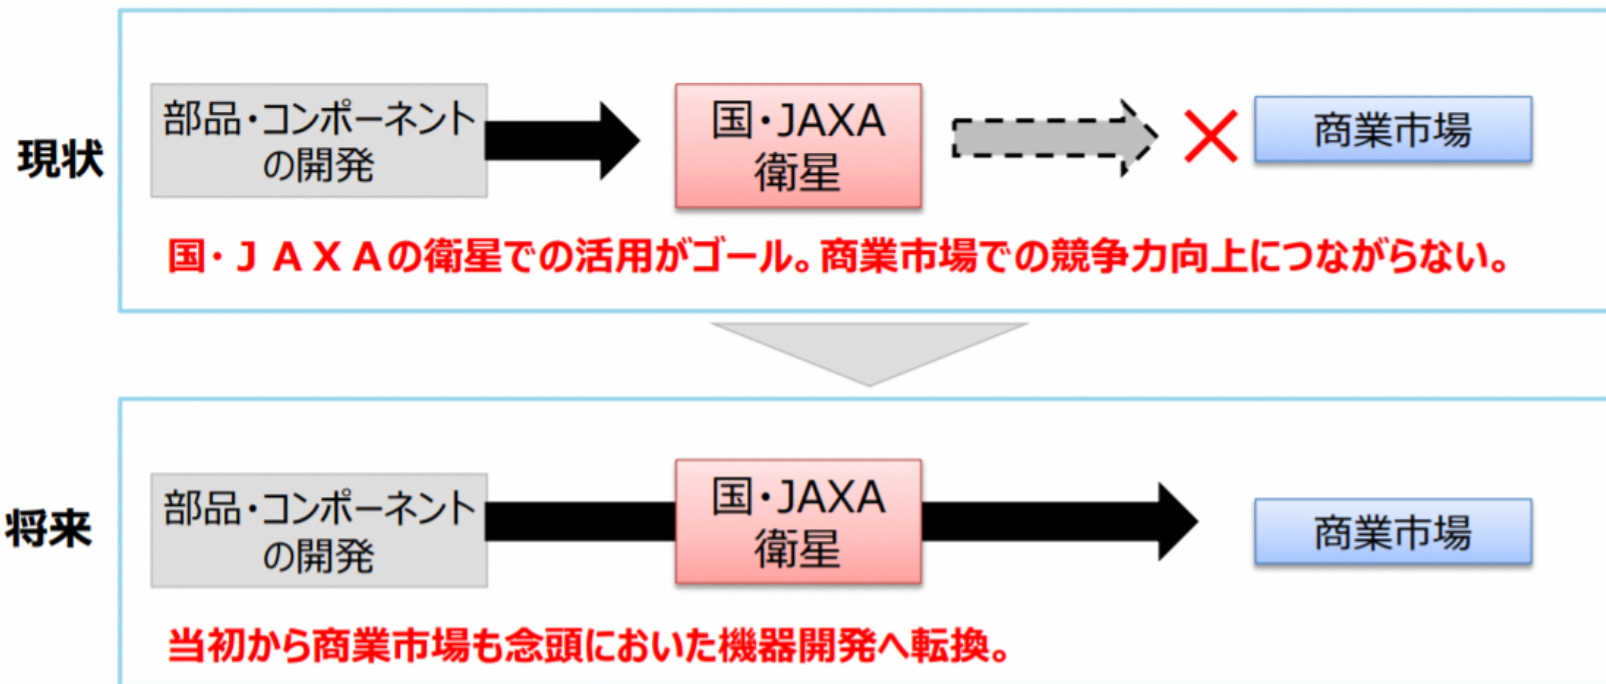 現状
部品・コンポーネント
の開発
国・JAXA
衛星
商業市場
国・ＪＡＸＡの衛星での活用がゴール。商業市場での競争力向上につながらない。
将来
部品・コンポーネント
の開発
国・JAXA
衛星
商業市場
当初から商業市場も念頭においた機器開発へ転換。